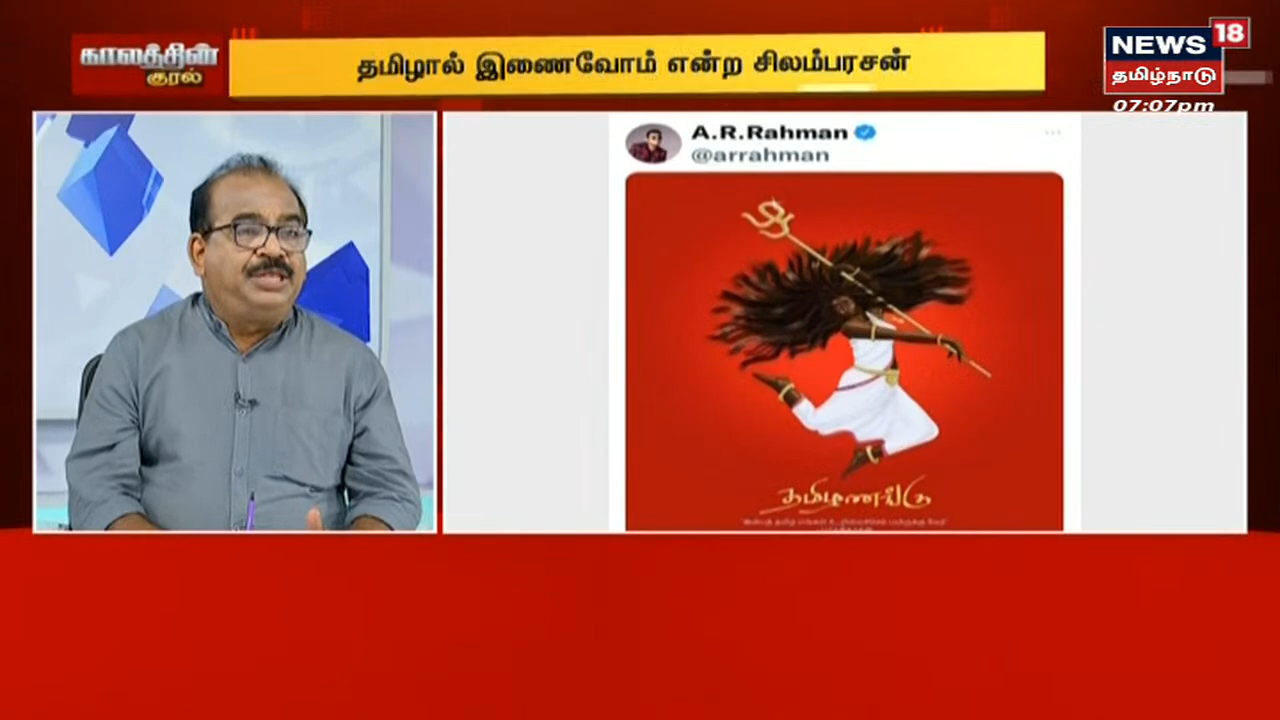 காலத்தின்
குரல்
தமிழால் இணைவோம் என்ற சிலம்பரசன்
NEWS 18
தமிழ்நாடு
07:07pm
A.R.Rahman
@arrahman
தமிழணங்கு